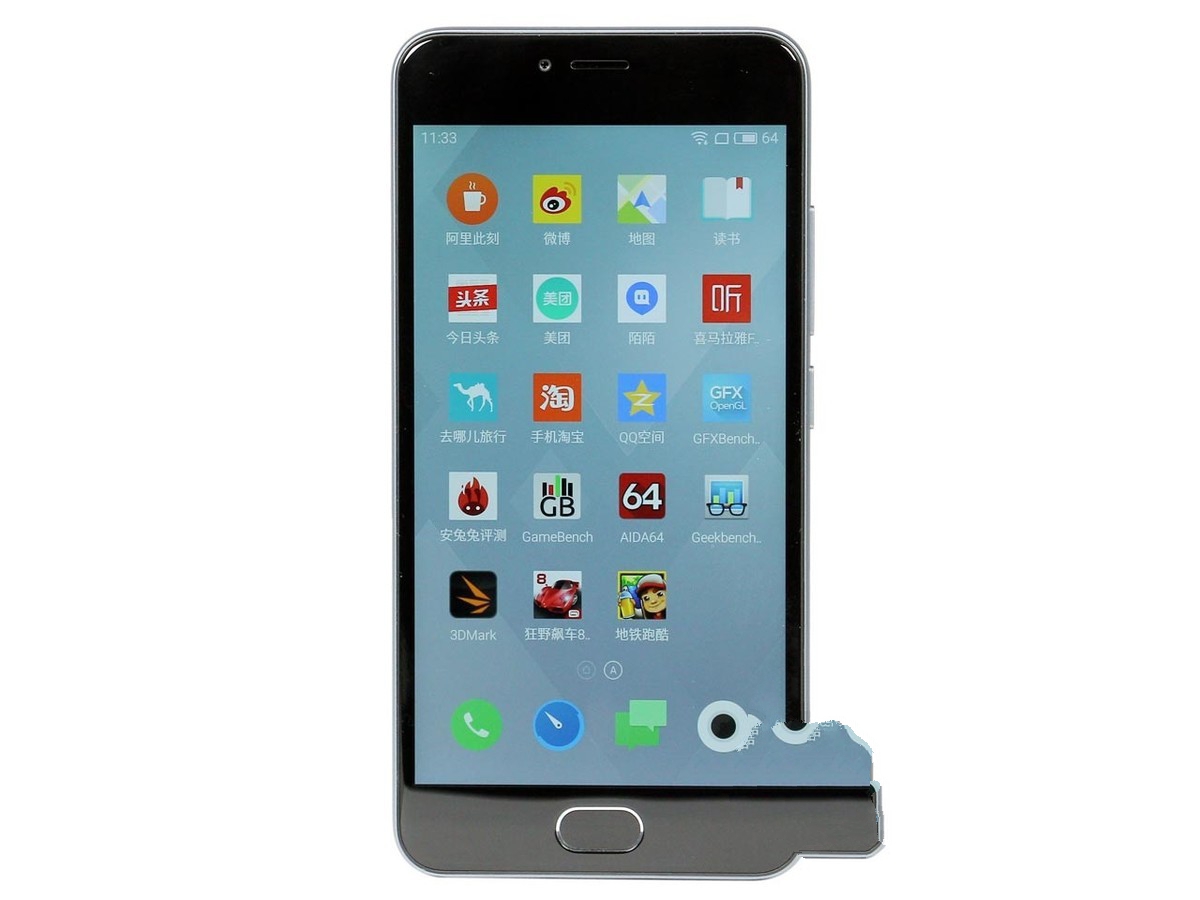 11:33 64
阿里此刻 微博 地图 读书
头条 美团 听
今日头条 美团 陌陌 喜马拉雅F..
淘 GFX
OpenGL
去哪儿旅行 手机淘宝 QQ空间 GFXBench..
GB 64
安兔兔评测 GameBench AIDA64 Geekbench..
8
3DMark 狂野飙车8.. 地铁跑酷
A